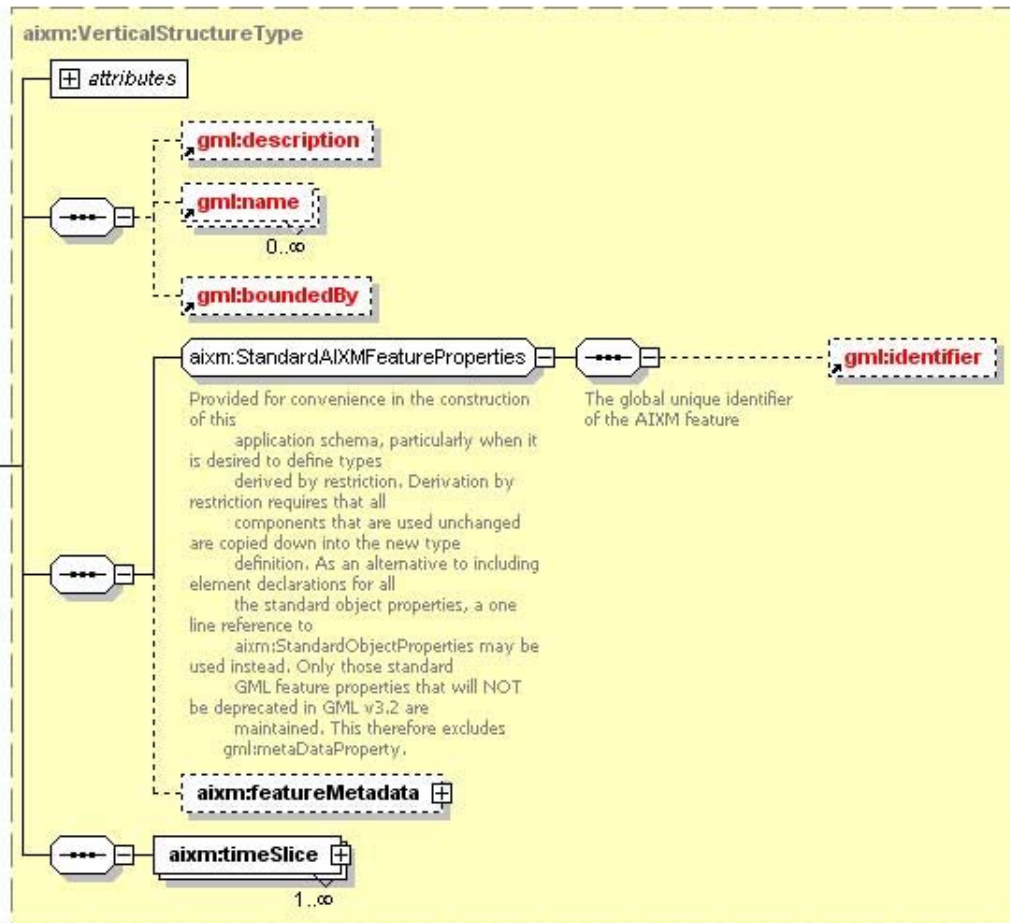 aixm:VerticalStructureType
attributes
gml:description
gml:name
0..∞
gml:boundedBy
aixm:StandardAIXMFeatureProperties
gml:identifier
Provided for convenience in the construction
of this
application schema, particularly when it
is desired to define types
derived by restriction. Derivation by
restriction requires that all
components that are used unchanged
are copied down into the new type
definition. As an alternative to including
element declarations for all
the standard object properties, a one
line reference to
aixm:StandardObjectProperties may be
used instead. Only those standard
GML feature properties that will NOT
be deprecated in GML v3.2 are
maintained. This therefore excludes
gml:metaDataProperty.
The global unique identifier
of the AIXM feature
aixm:featureMetadata
aixm:timeSlice
1..∞